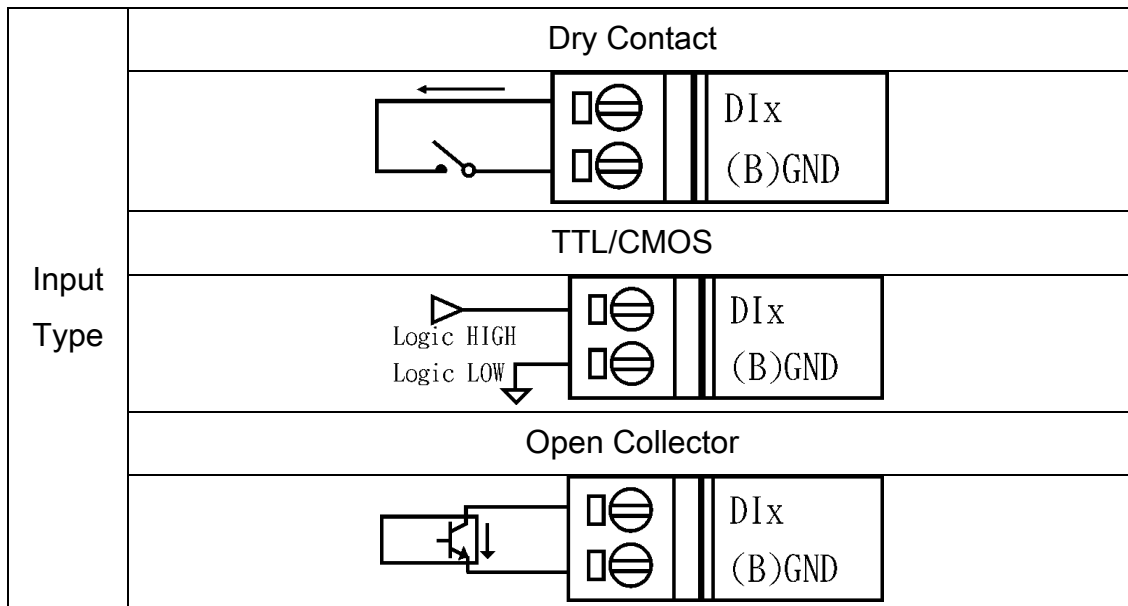 Dry Contact
DIx
(B)GND
Input
Type
TTL/CMOS
Logic HIGH
Logic LOW
DIx
(B)GND
Open Collector
DIx
(B)GND